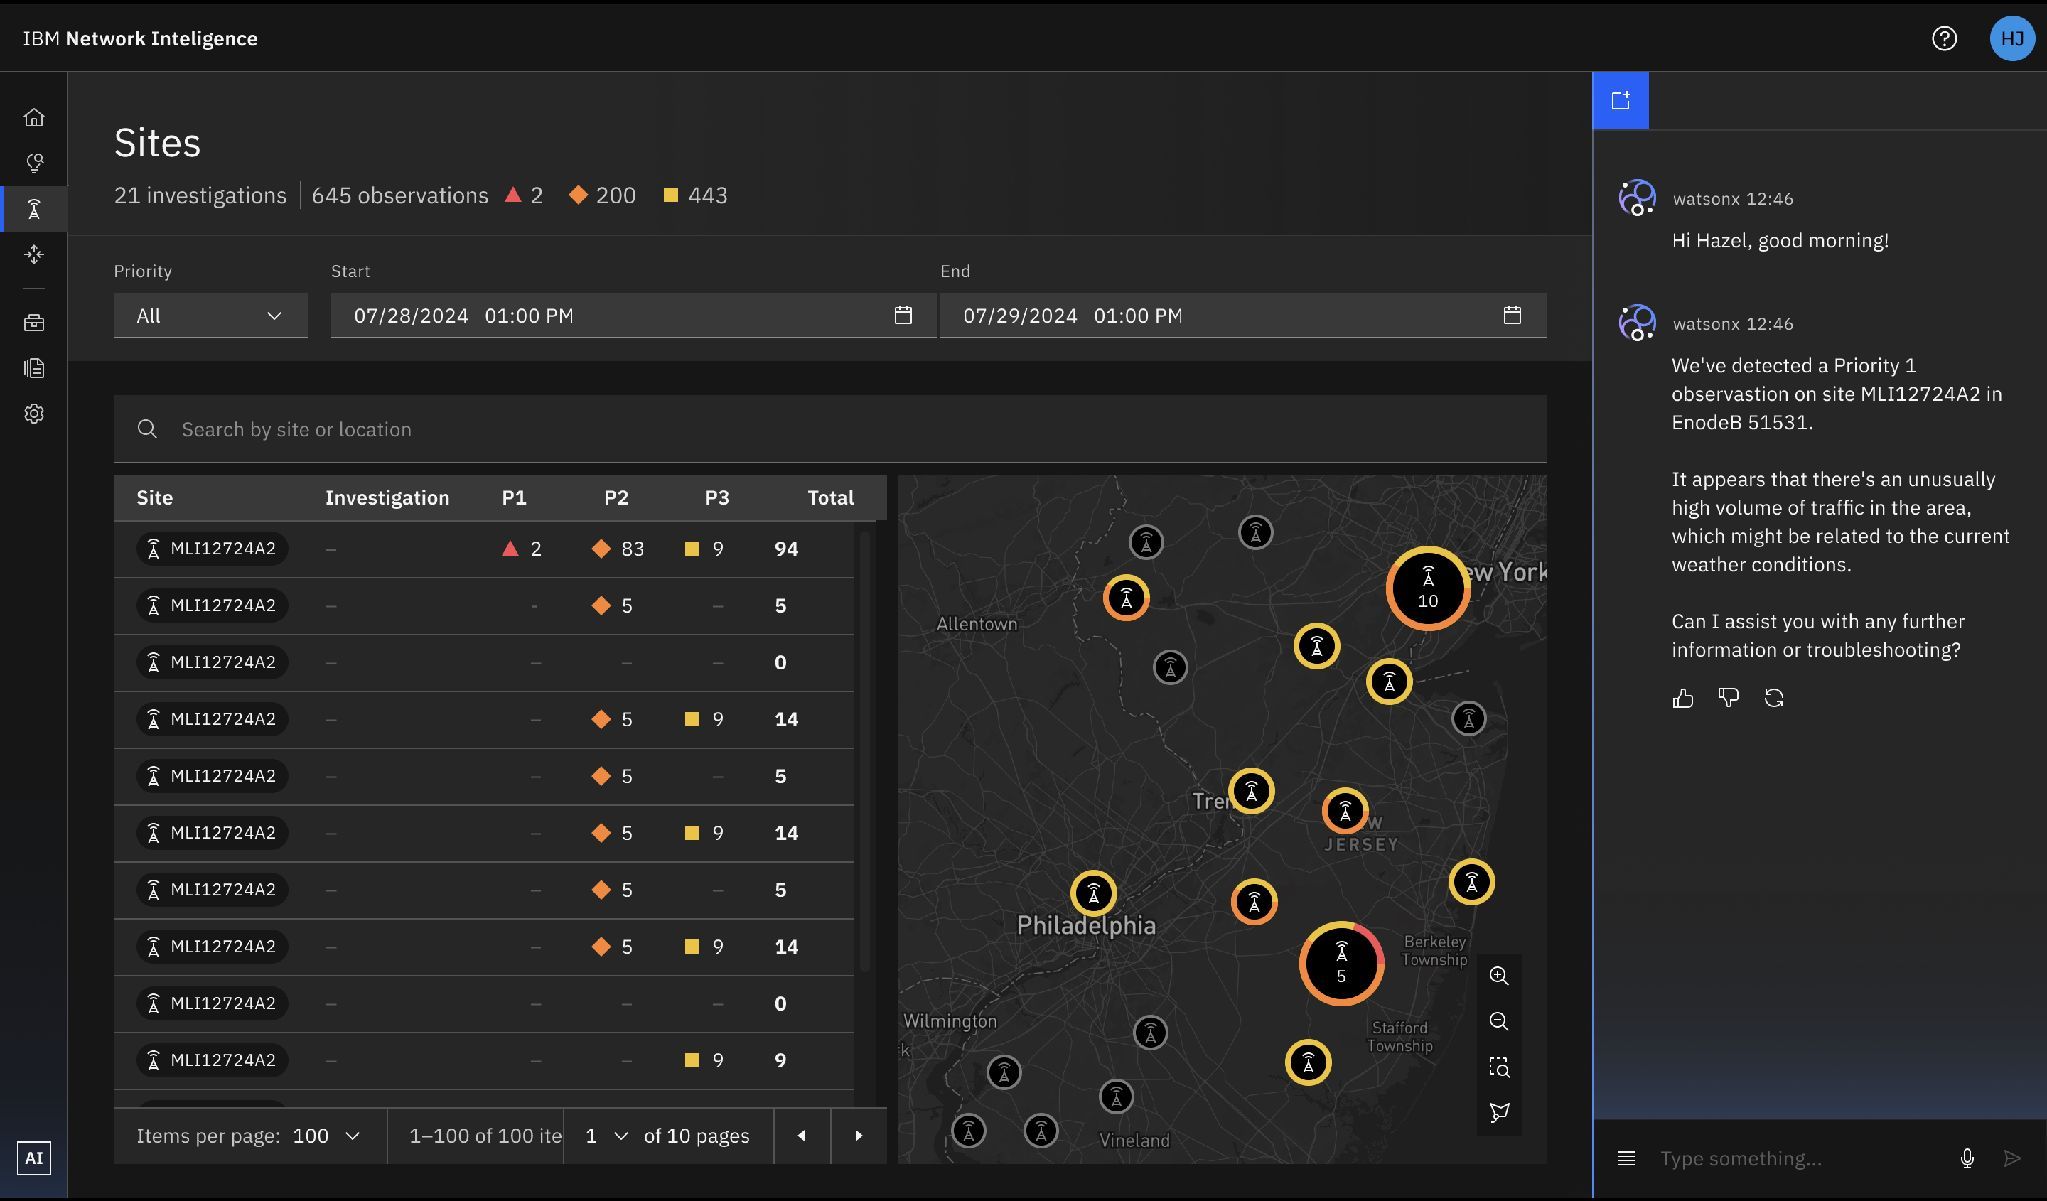 IBM Network Inteligence
HJ
Sites
21 investigations 645 observations 2 200 443
Priority Start End
All 07/28/2024 01:00 PM 07/29/2024 01:00 PM
Search by site or location
Site Investigation P1 P2 P3 Total
MLI12724A2 – 2 83 9 94
MLI12724A2 – - 5 – 5
MLI12724A2 – – – – 0
MLI12724A2 – – 5 9 14
MLI12724A2 – – 5 – 5
MLI12724A2 – – 5 9 14
MLI12724A2 – – 5 – 5
MLI12724A2 – – 5 9 14
MLI12724A2 – – – – 0
MLI12724A2 – – – 9 9
Items per page: 100 1–100 of 100 ite 1 of 10 pages
AI
ew York
10
Allentown
Tren
W
JERSEY
Philadelphia
5
Berkeley
Township
Wilmington
k
Stafford
Township
Vineland
watsonx 12:46
Hi Hazel, good morning!
watsonx 12:46
We've detected a Priority 1
observastion on site MLI12724A2 in
EnodeB 51531.
It appears that there's an unusually
high volume of traffic in the area,
which might be related to the current
weather conditions.
Can I assist you with any further
information or troubleshooting?
Type something...